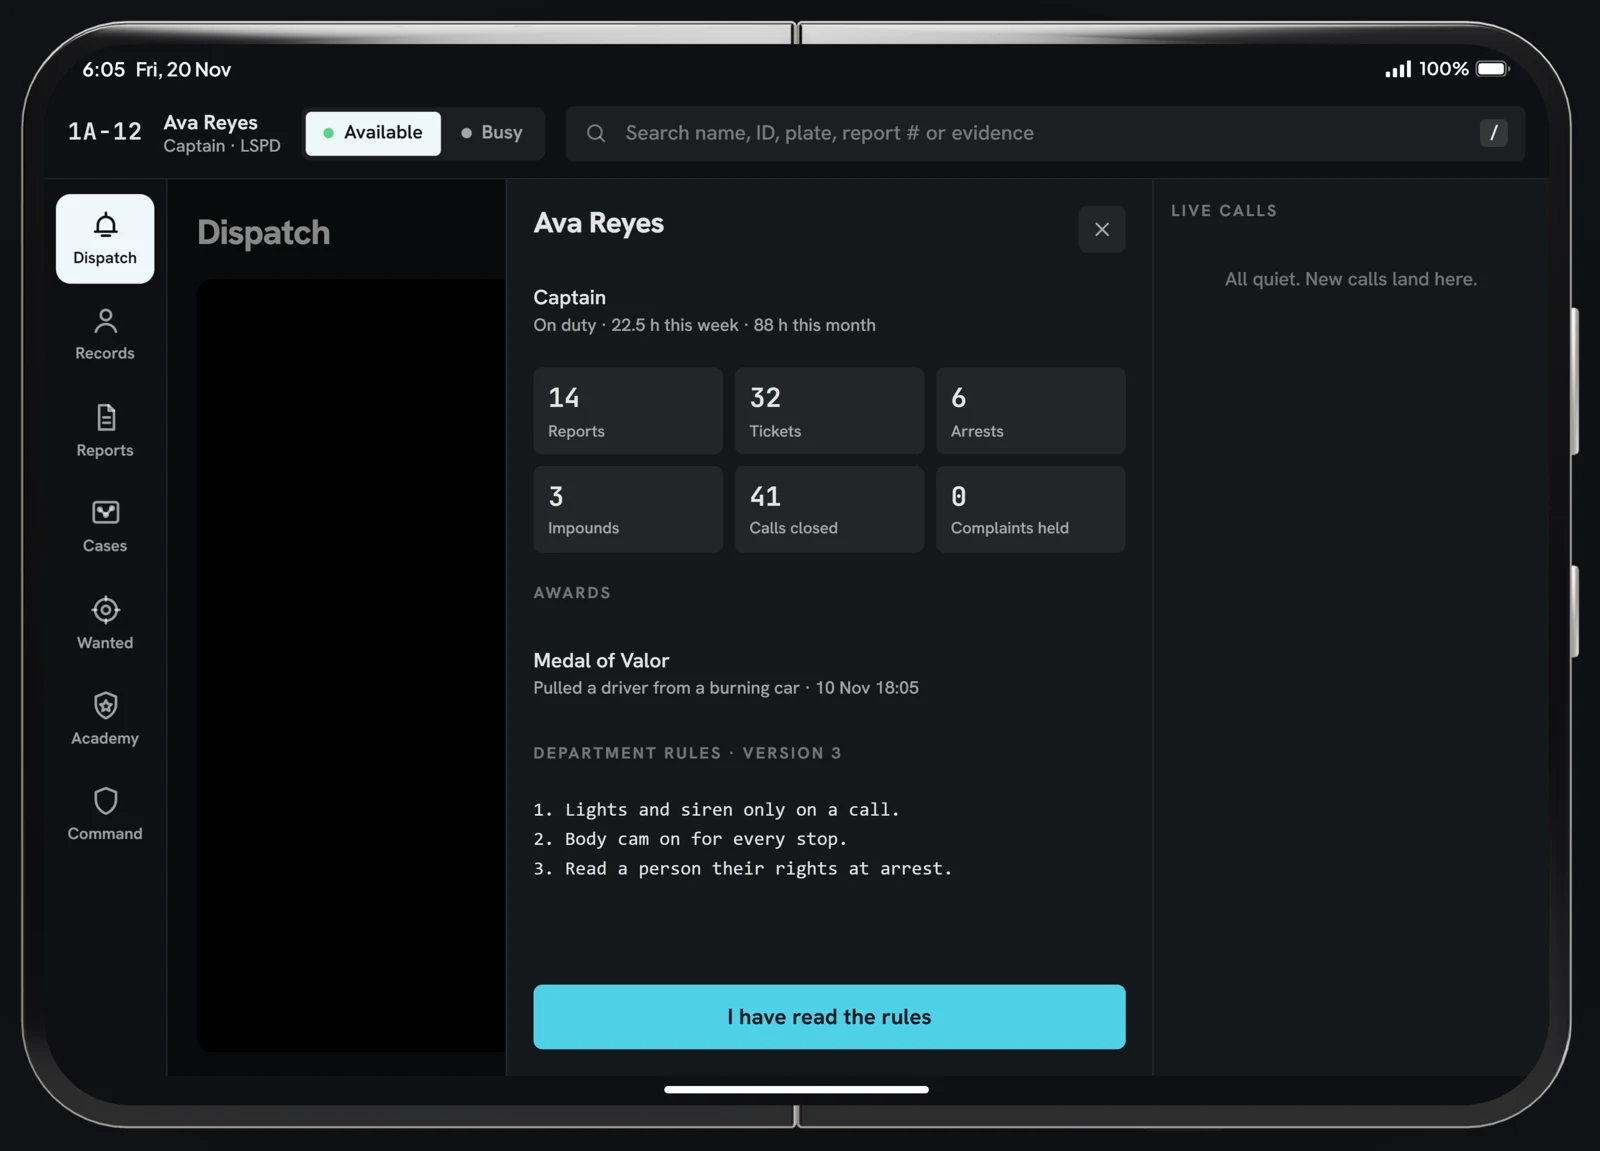 6:05 Fri, 20 Nov
100%
1A-12
Ava Reyes
Captain · LSPD
Available
Busy
Search name, ID, plate, report # or evidence
/
Dispatch
Records
Reports
Cases
Wanted
Academy
Command
Dispatch
Ava Reyes
Captain
On duty · 22.5 h this week · 88 h this month
14
Reports
32
Tickets
6
Arrests
3
Impounds
41
Calls closed
0
Complaints held
AWARDS
Medal of Valor
Pulled a driver from a burning car · 10 Nov 18:05
DEPARTMENT RULES · VERSION 3
1. Lights and siren only on a call.
2. Body cam on for every stop.
3. Read a person their rights at arrest.
I have read the rules
LIVE CALLS
All quiet. New calls land here.